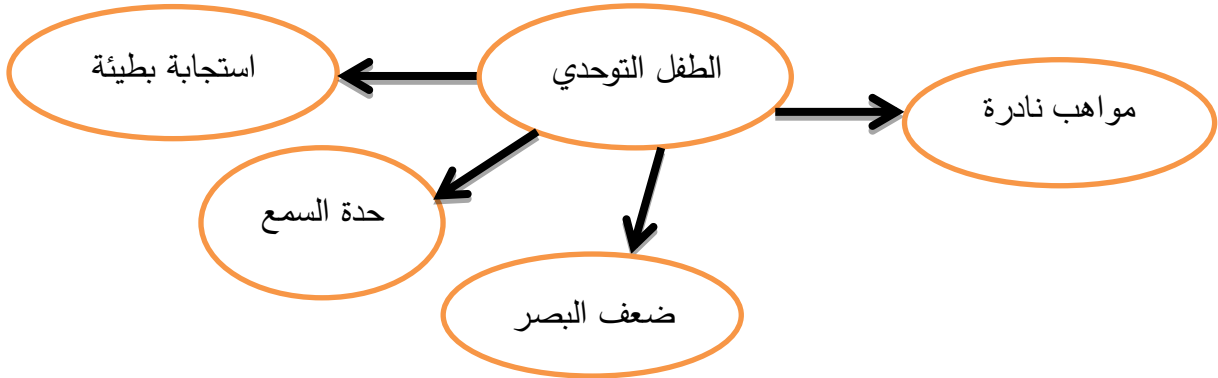 الطفل التوحدي
استجابة بطيئة
مواهب نادرة
حدة السمع
ضعف البصر